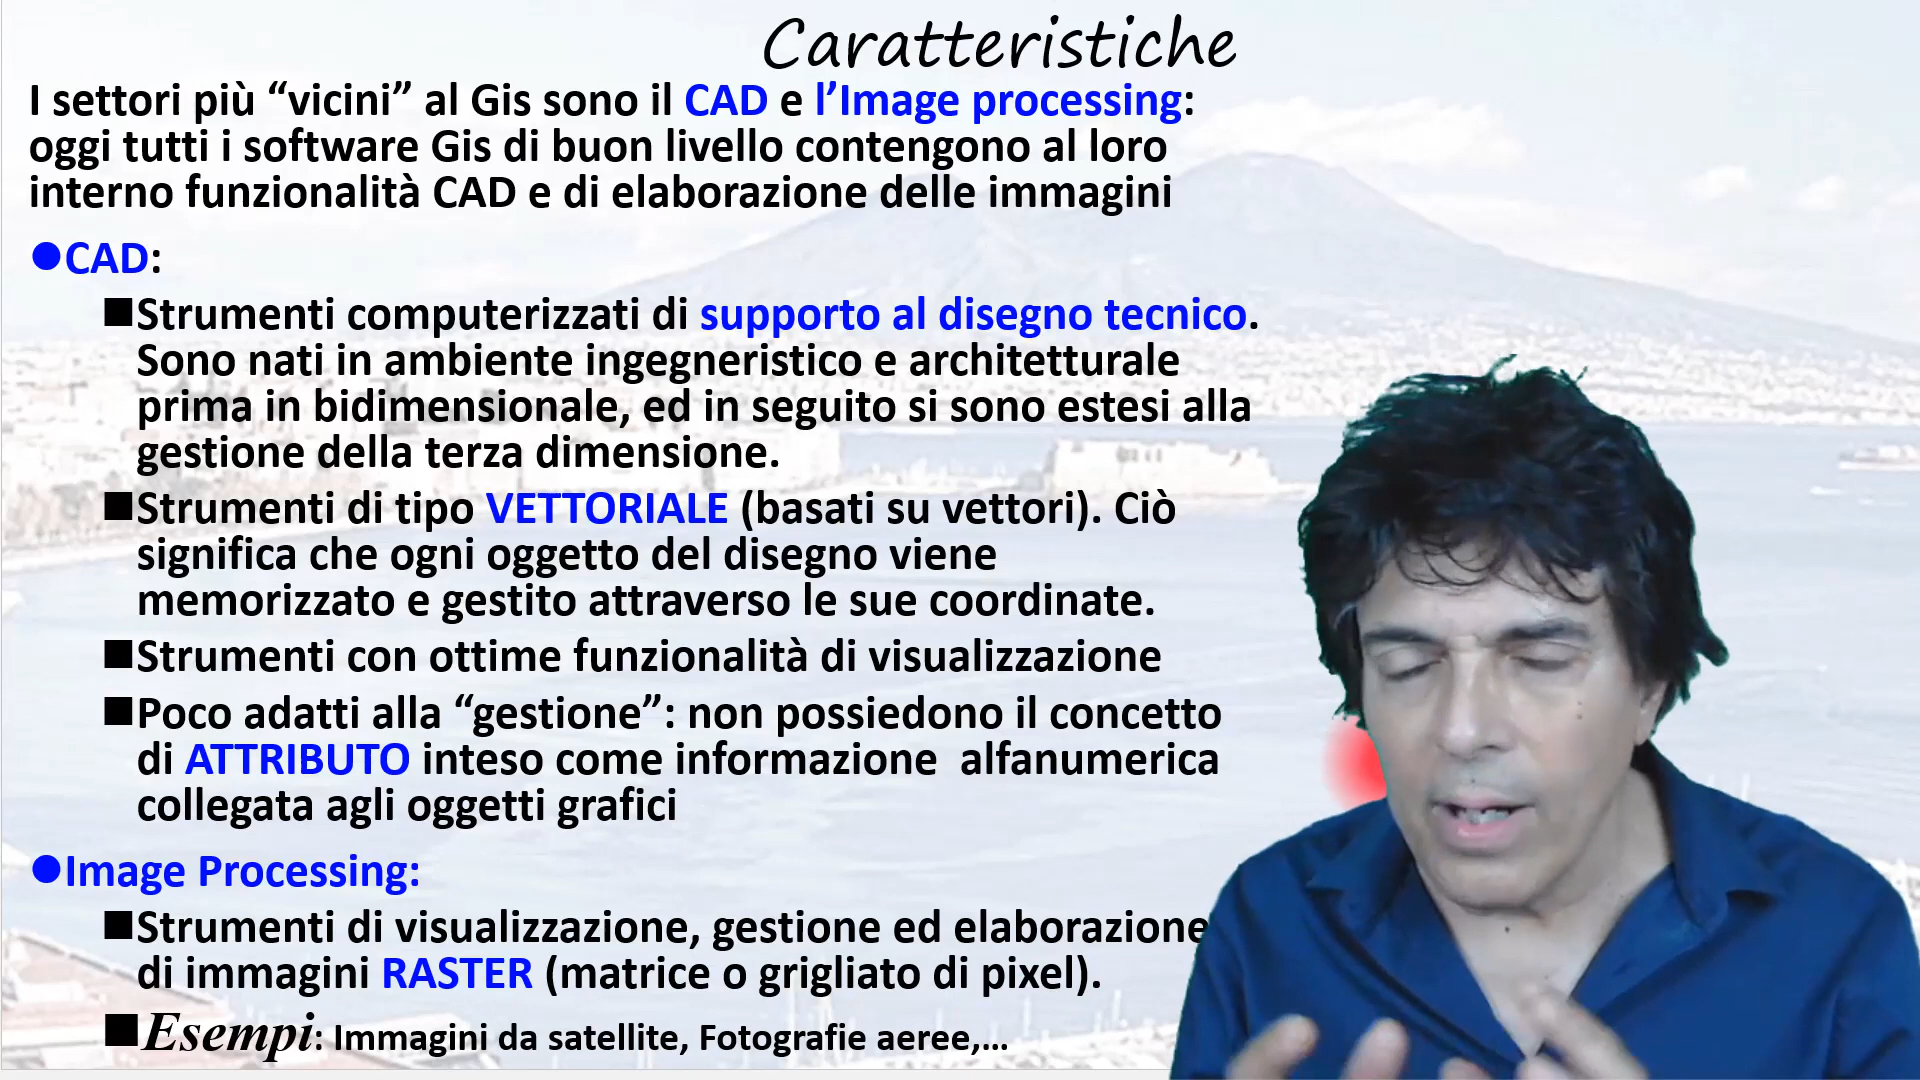 Caratteristiche
I settori più “vicini” al Gis sono il CAD e l’Image processing:
oggi tutti i software Gis di buon livello contengono al loro
interno funzionalità CAD e di elaborazione delle immagini
CAD:
Strumenti computerizzati di supporto al disegno tecnico.
Sono nati in ambiente ingegneristico e architetturale
prima in bidimensionale, ed in seguito si sono estesi alla
gestione della terza dimensione.
Strumenti di tipo VETTORIALE (basati su vettori). Ciò
significa che ogni oggetto del disegno viene
memorizzato e gestito attraverso le sue coordinate.
Strumenti con ottime funzionalità di visualizzazione
Poco adatti alla “gestione”: non possiedono il concetto
di ATTRIBUTO inteso come informazione alfanumerica
collegata agli oggetti grafici
Image Processing:
Strumenti di visualizzazione, gestione ed elaborazione
di immagini RASTER (matrice o grigliato di pixel).
Esempi: Immagini da satellite, Fotografie aeree,...